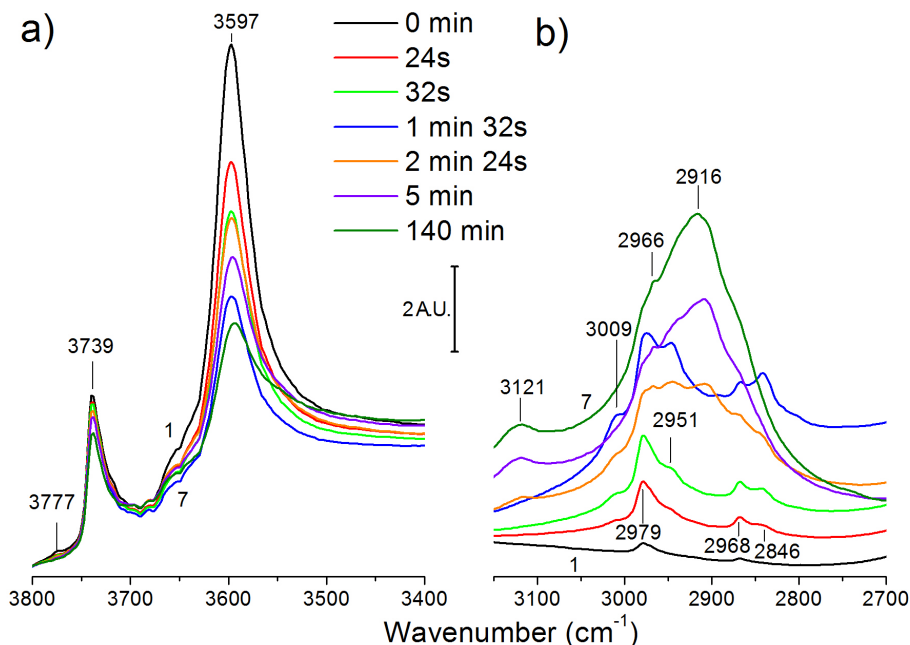 a)
3597
3739
3777
1
7
0 min
24s
32s
1 min 32s
2 min 24s
5 min
140 min
2A.U.
b)
2916
2966
3009
3121
7
2951
2979
2968
2846
1
3800 3700 3600 3500 3400
3100 3000 2900 2800 2700
Wavenumber (cm⁻¹)